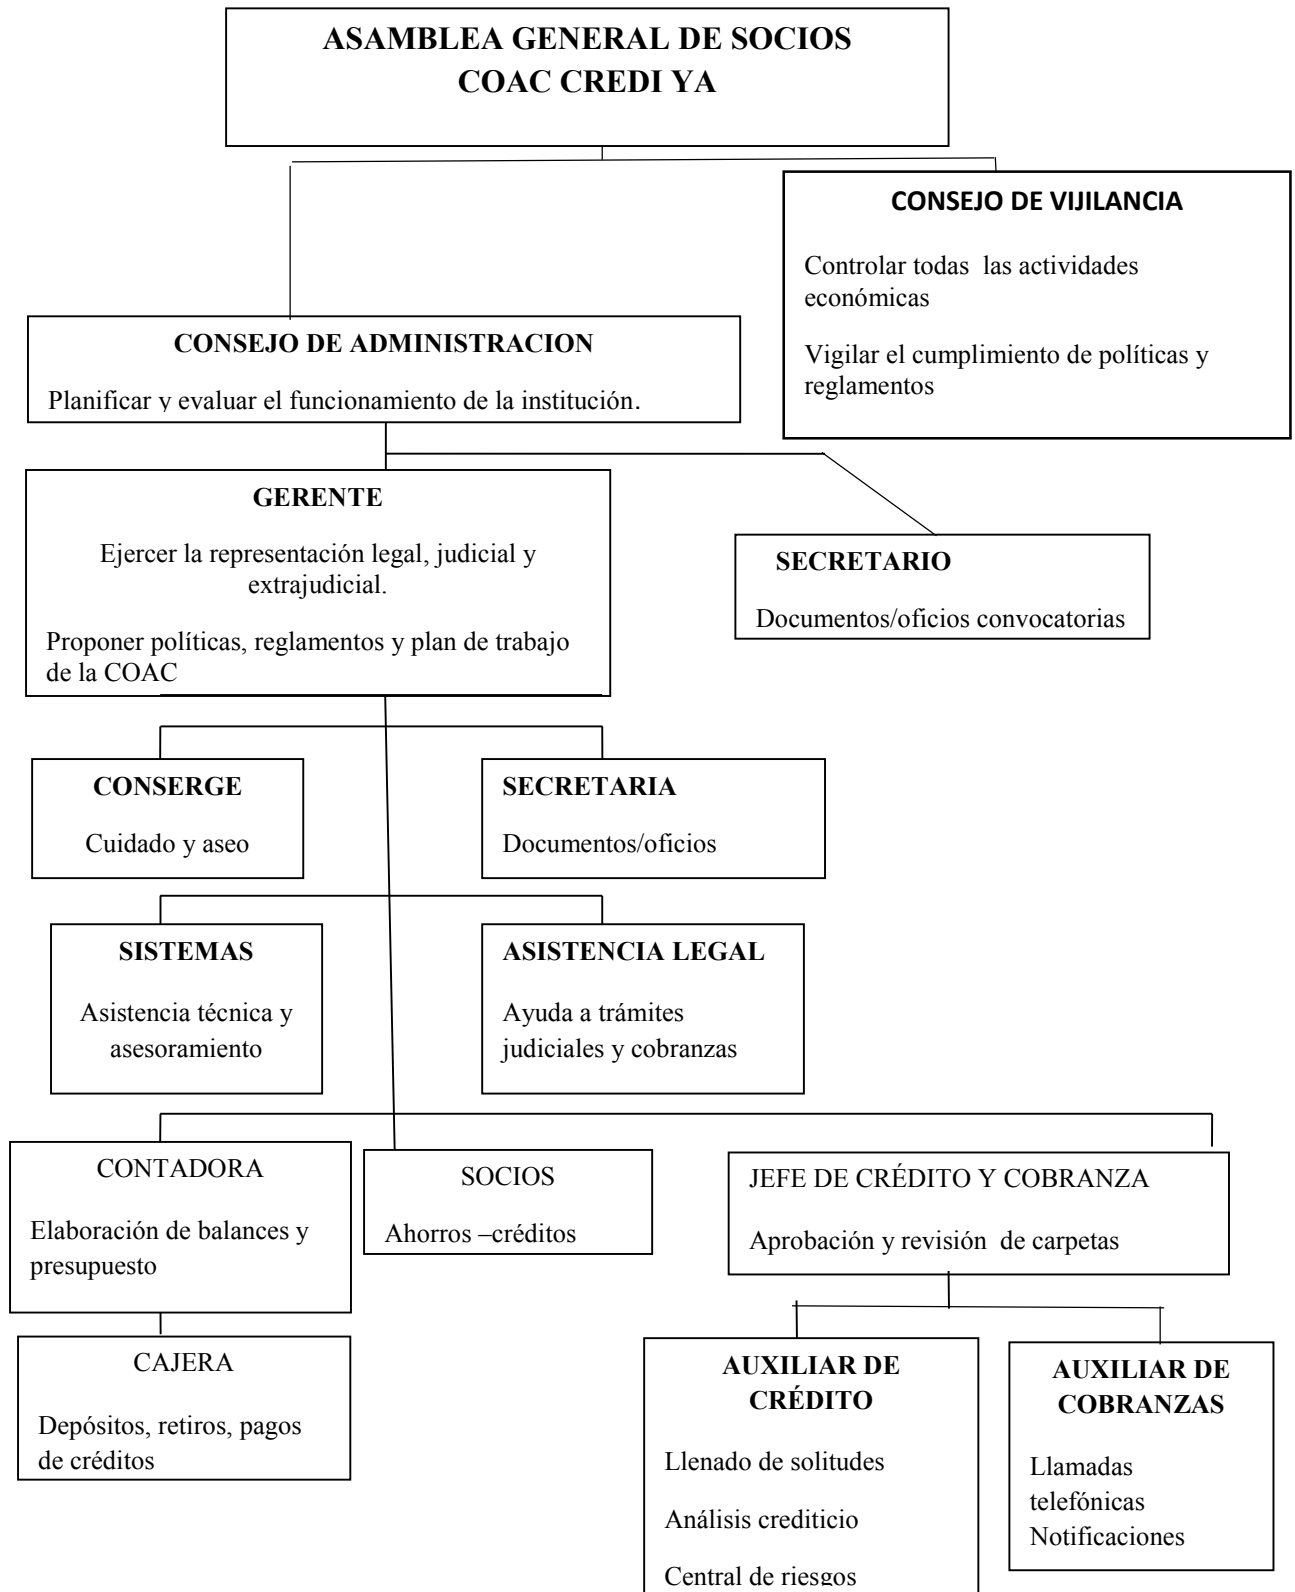 ASAMBLEA GENERAL DE SOCIOS
COAC CREDI YA
CONSEJO DE VIJILANCIA
Controlar todas las actividades
económicas
Vigilar el cumplimiento de políticas y
reglamentos
CONSEJO DE ADMINISTRACION
Planificar y evaluar el funcionamiento de la institución.
GERENTE
Ejercer la representación legal, judicial y
extrajudicial.
Proponer políticas, reglamentos y plan de trabajo
de la COAC
SECRETARIO
Documentos/oficios convocatorias
CONSERGE
Cuidado y aseo
SECRETARIA
Documentos/oficios
SISTEMAS
Asistencia técnica y
asesoramiento
ASISTENCIA LEGAL
Ayuda a trámites
judiciales y cobranzas
CONTADORA
Elaboración de balances y
presupuesto
SOCIOS
Ahorros –créditos
JEFE DE CRÉDITO Y COBRANZA
Aprobación y revisión de carpetas
CAJERA
Depósitos, retiros, pagos
de créditos
AUXILIAR DE
CRÉDITO
Llenado de solitudes
Análisis crediticio
Central de riesgos
AUXILIAR DE
COBRANZAS
Llamadas
telefónicas
Notificaciones